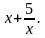 x + 5/x.